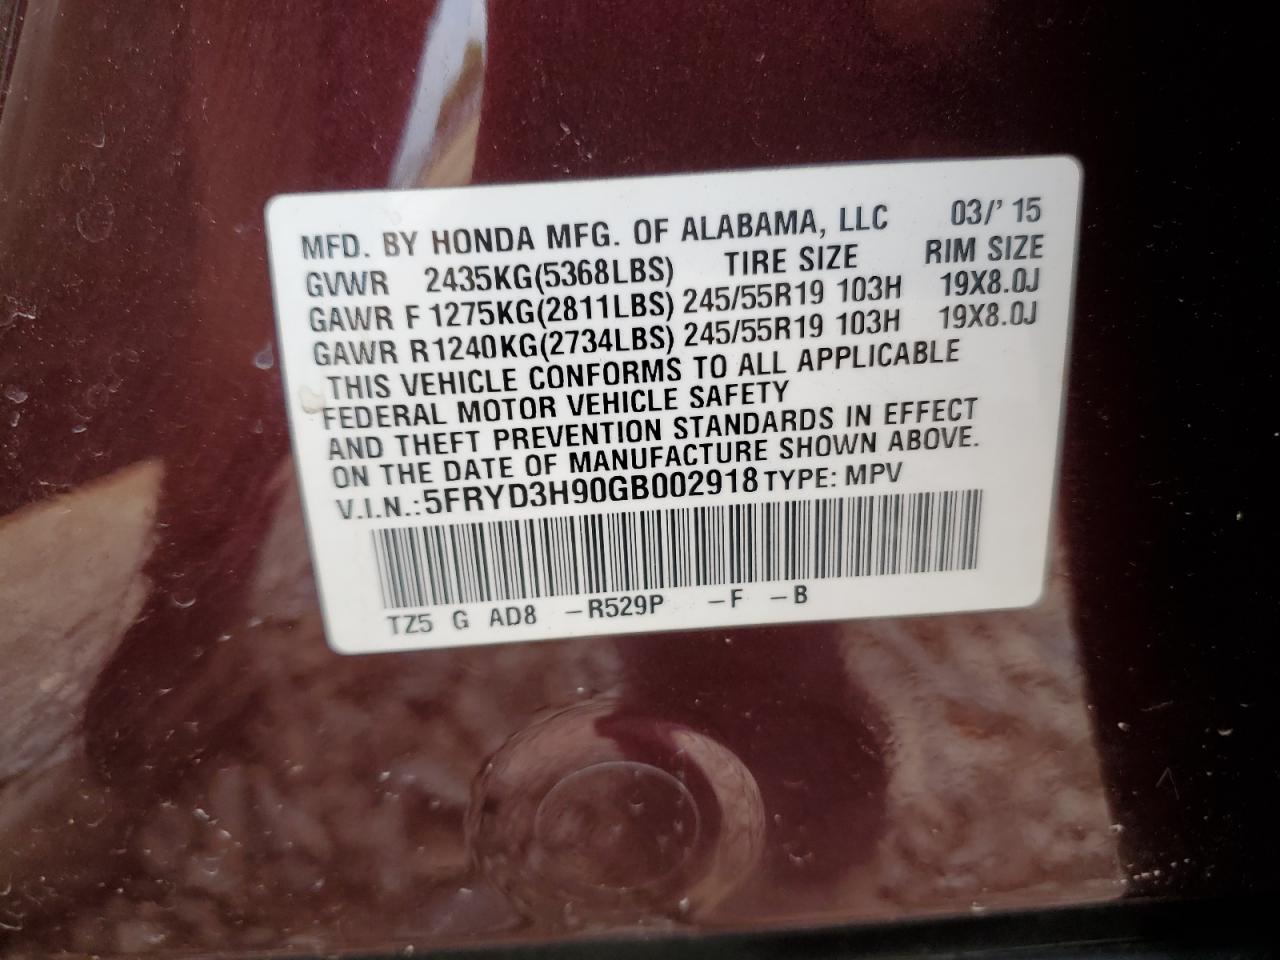 MFD. BY HONDA MFG. OF ALABAMA, LLC 03/' 15
GVWR 2435KG(5368LBS) TIRE SIZE RIM SIZE
GAWR F 1275KG(2811LBS) 245/55R19 103H 19X8.0J
GAWR R1240KG(2734LBS) 245/55R19 103H 19X8.0J
THIS VEHICLE CONFORMS TO ALL APPLICABLE
FEDERAL MOTOR VEHICLE SAFETY
AND THEFT PREVENTION STANDARDS IN EFFECT
ON THE DATE OF MANUFACTURE SHOWN ABOVE.
V.I.N.:5FRYD3H90GB002918 TYPE: MPV
TZ5 G AD8 -R529P -F -B